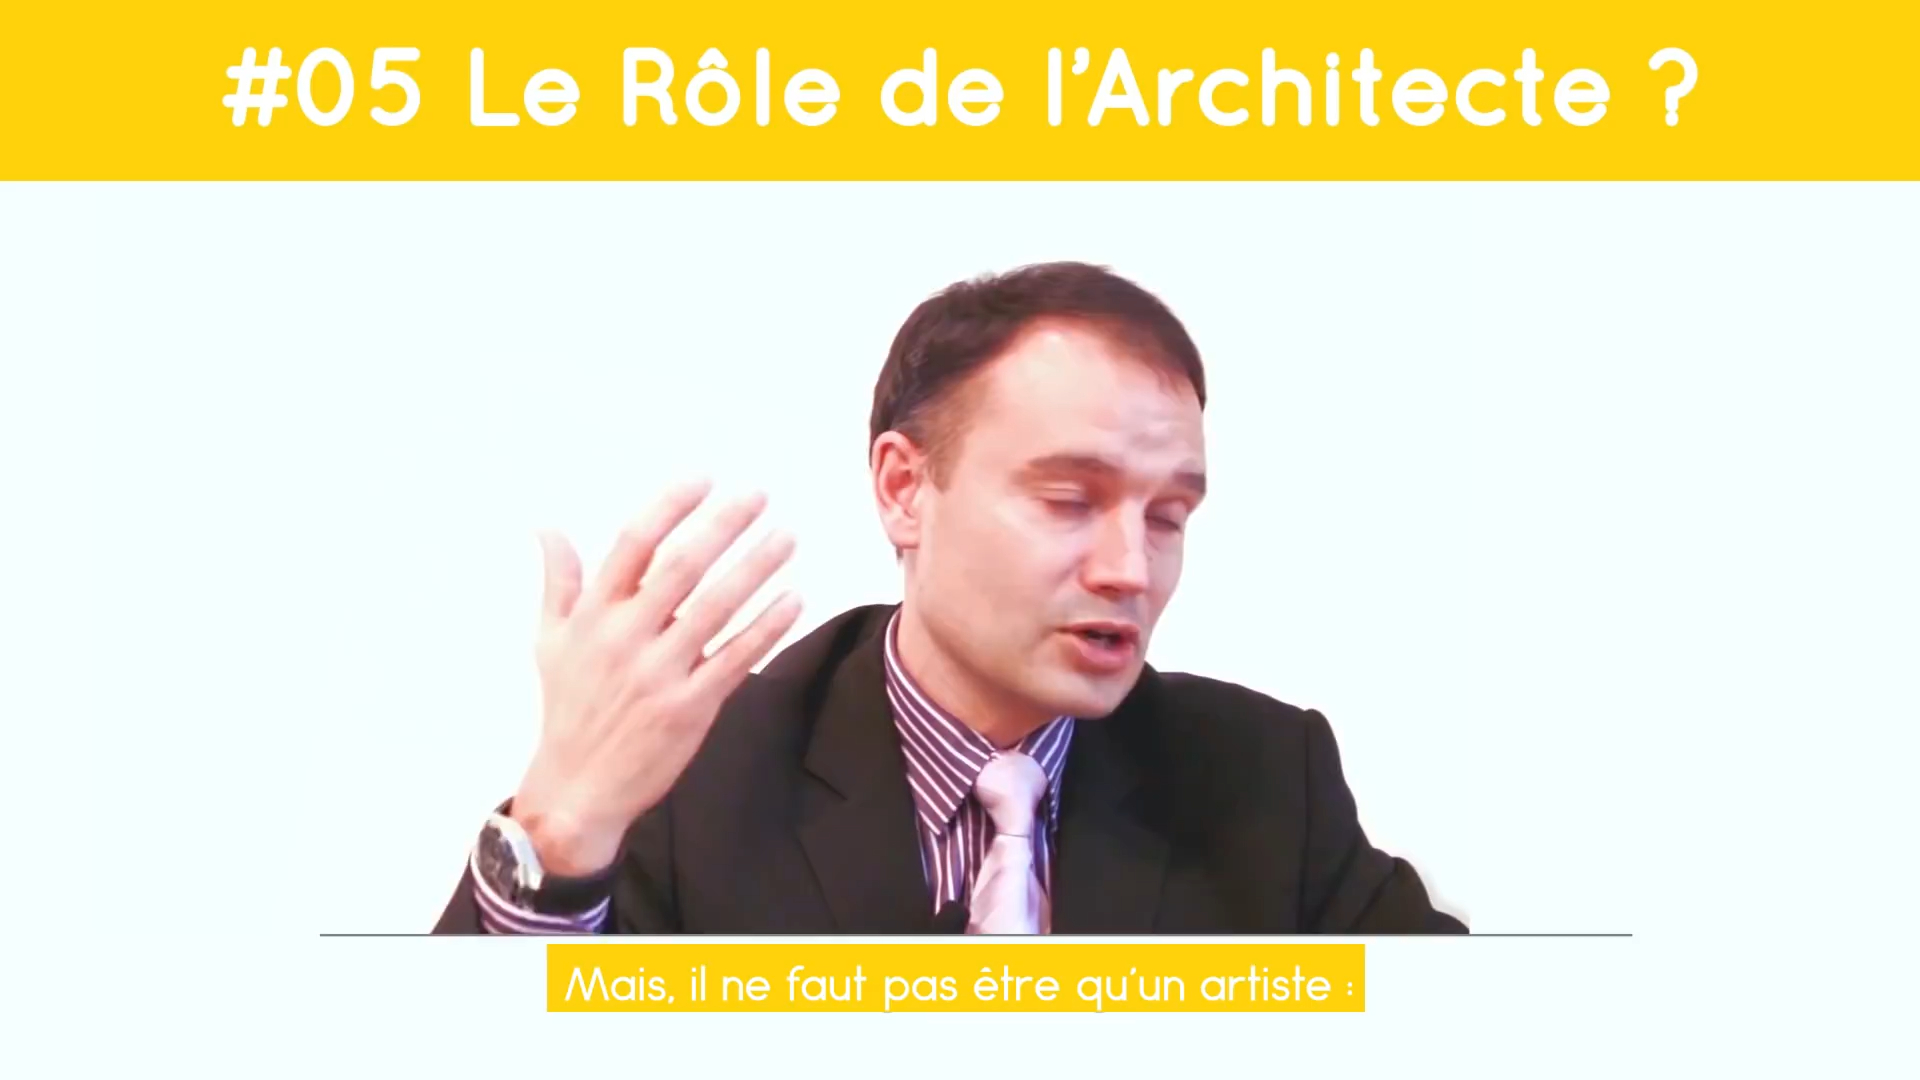 #05 Le Rôle de l'Architecte ?
Mais, il ne faut pas être qu'un artiste :